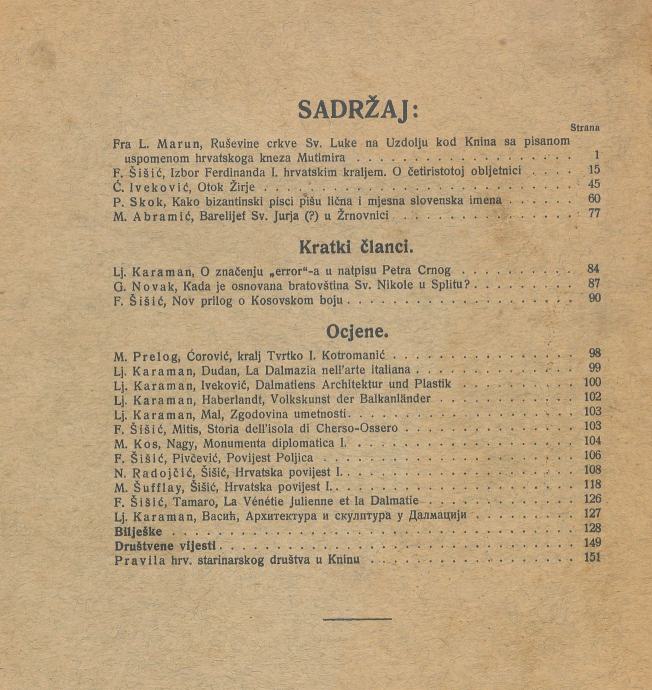 SADRŽAJ:
Strana
Fra L. Marun, Ruševine crkve Sv. Luke na Uzdolju kod Knina sa pisanom
uspomenom hrvatskoga kneza Mutimira . . . . . . . . . . . . . . . 1
F. Šišić, Izbor Ferdinanda I. hrvatskim kraljem. O četiristotoj obljetnici . . . . 15
Ć. Iveković, Otok Žirje . . . . . . . . . . . . . . . . . . . . . . 45
P. Skok, Kako bizantinski pisci pišu lična i mjesna slovenska imena . . . . . 60
M. Abramić, Barelijef Sv. Jurja (?) u Žrnovnici . . . . . . . . . . . . 77
Kratki članci.
Lj. Karaman, O značenju „error“-a u natpisu Petra Crnog . . . . . . . . 84
G. Novak, Kada je osnovana bratovština Sv. Nikole u Splitu? . . . . . . . 87
F. Šišić, Nov prilog o Kosovskom boju . . . . . . . . . . . . . . . . 90
Ocjene.
M. Prelog, Ćorović, kralj Tvrtko I. Kotromanić . . . . . . . . . . . . 98
Lj. Karaman, Dudan, La Dalmazia nell'arte italiana . . . . . . . . . . . 99
Lj. Karaman, Iveković, Dalmatiens Architektur und Plastik . . . . . . . . 100
Lj. Karaman, Haberlandt, Volkskunst der Balkanländer . . . . . . . . . 102
Lj. Karaman, Mal, Zgodovina umetnosti . . . . . . . . . . . . . . . . 103
F. Šišić, Mitis, Storia dell'isola di Cherso-Ossero . . . . . . . . . . . 103
M. Kos, Nagy, Monumenta diplomatica I. . . . . . . . . . . . . . . . 104
F. Šišić, Pivčević, Povijest Poljica . . . . . . . . . . . . . . . . . . 106
N. Radojčić, Šišić, Hrvatska povijest I. . . . . . . . . . . . . . . . . 108
M. Šufflay, Šišić, Hrvatska povijest I. . . . . . . . . . . . . . . . . 118
F. Šišić, Tamaro, La Vénétie Julienne et la Dalmatie . . . . . . . . . . 126
Lj. Karaman, Васић, Архитектура и скулптура у Далмацији . . . . . . . 127
Bilješke . . . . . . . . . . . . . . . . . . . . . . . . . . . . . 128
Društvene vijesti . . . . . . . . . . . . . . . . . . . . . . . . . 149
Pravila hrv. starinarskog društva u Kninu . . . . . . . . . . . . . . 151